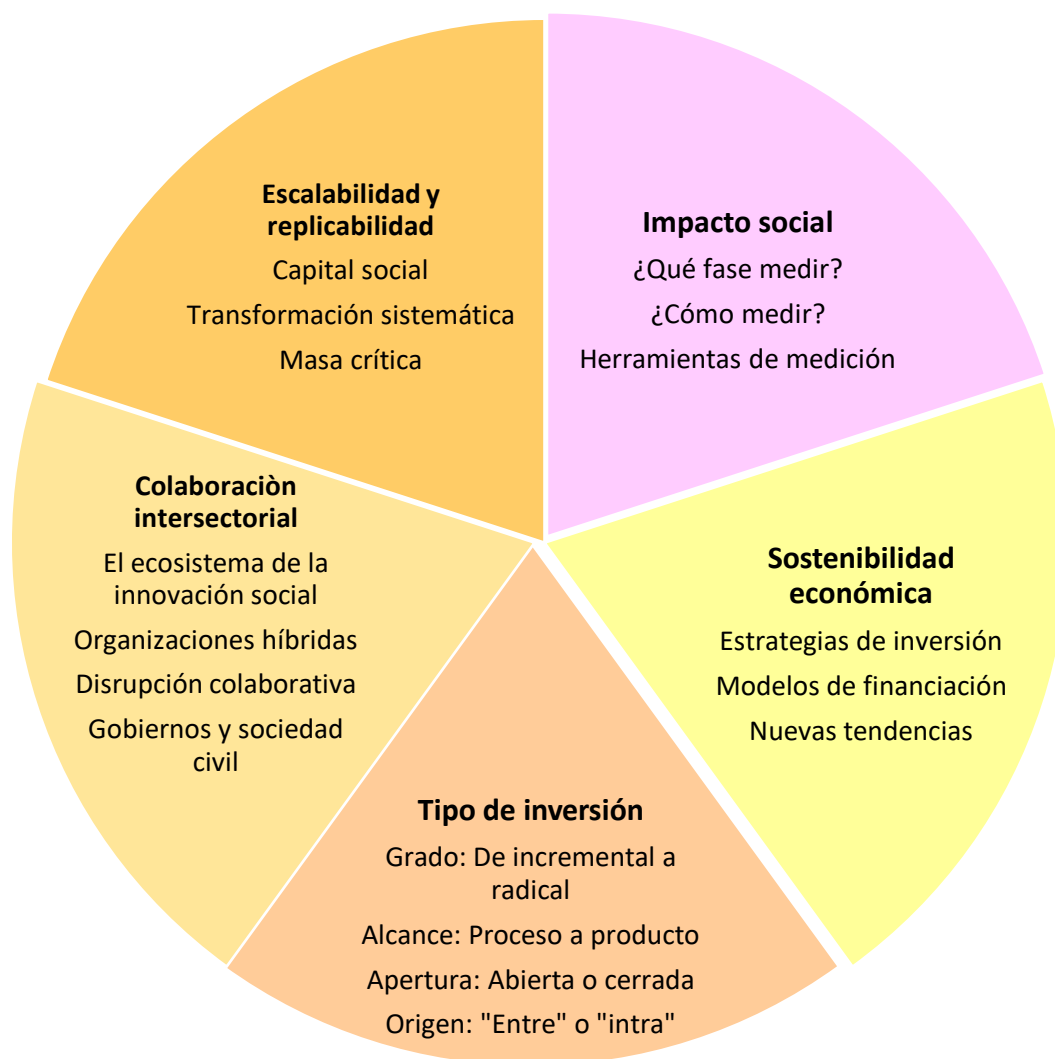 Escalabilidad y
replicabilidad
Capital social
Transformación sistemática
Masa crítica
Impacto social
¿Qué fase medir?
¿Cómo medir?
Herramientas de medición
Colaboraciòn
intersectorial
El ecosistema de la
innovación social
Organizaciones híbridas
Disrupción colaborativa
Gobiernos y sociedad
civil
Sostenibilidad
económica
Estrategias de inversión
Modelos de financiación
Nuevas tendencias
Tipo de inversión
Grado: De incremental a
radical
Alcance: Proceso a producto
Apertura: Abierta o cerrada
Origen: "Entre" o "intra"